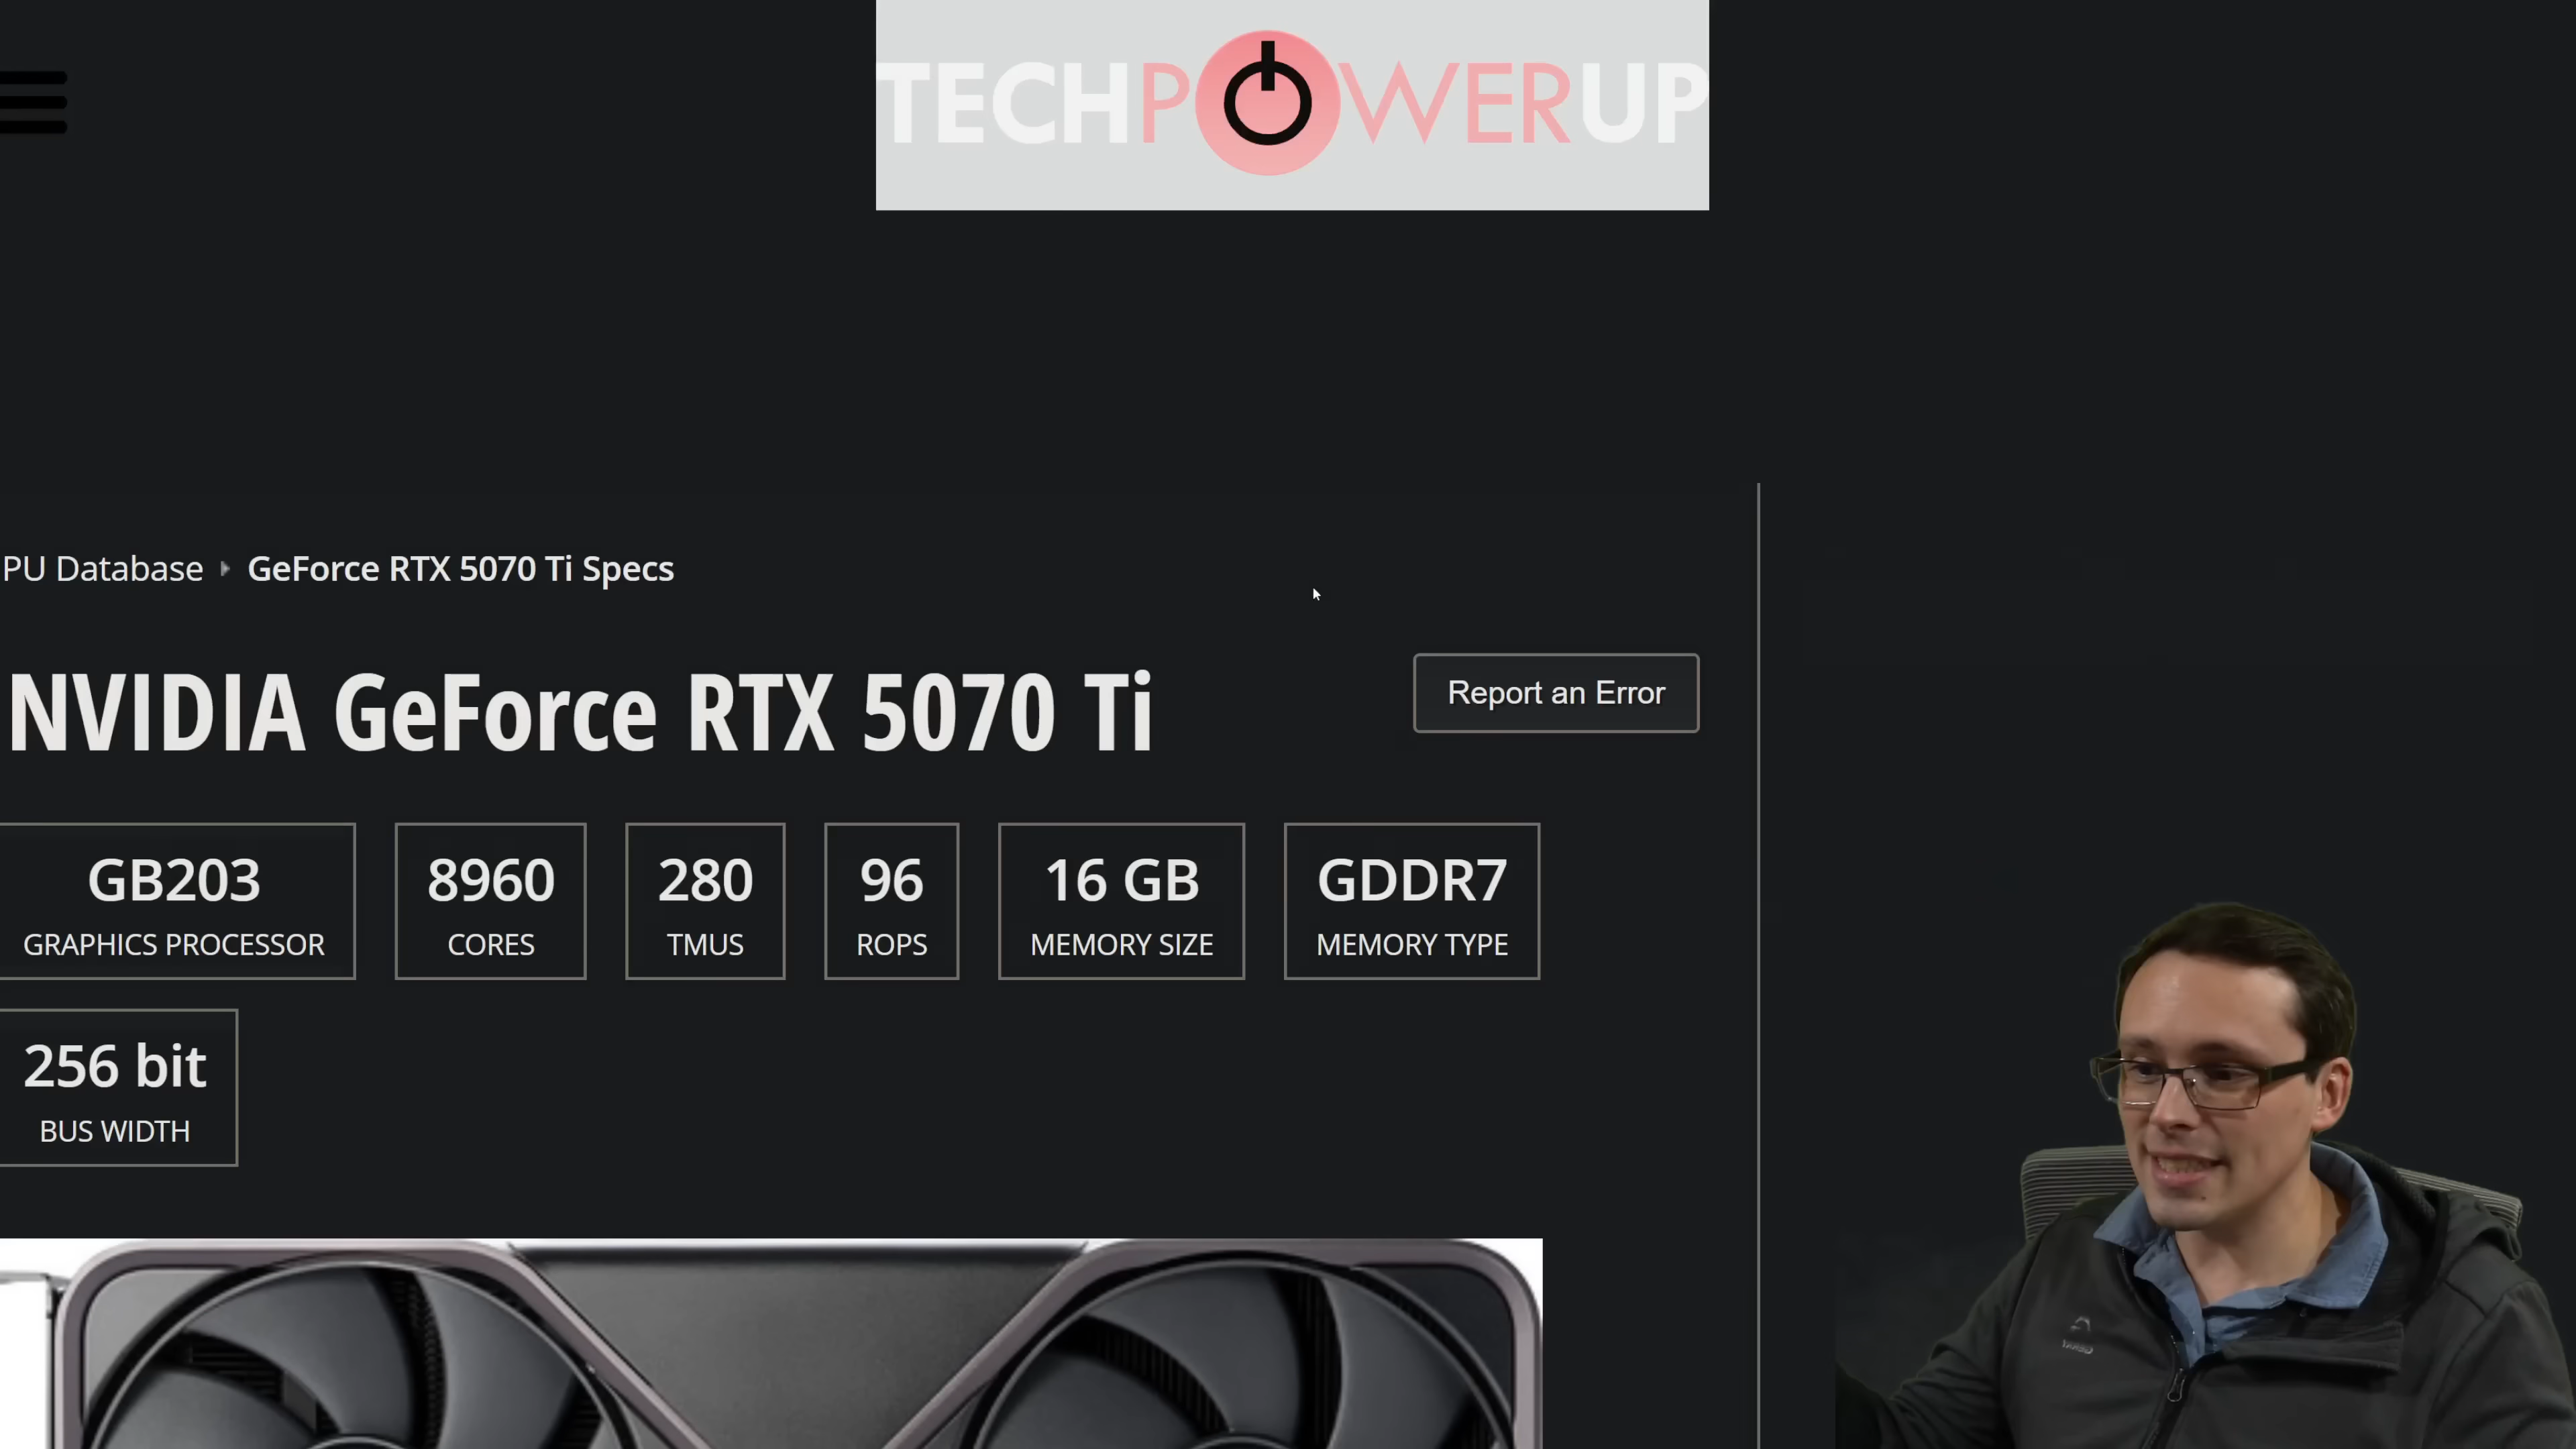 TECHPOWERUP
PU Database GeForce RTX 5070 Ti Specs
NVIDIA GeForce RTX 5070 Ti
Report an Error
GB203 8960 280 96 16 GB GDDR7
GRAPHICS PROCESSOR CORES TMUS ROPS MEMORY SIZE MEMORY TYPE
256 bit
BUS WIDTH